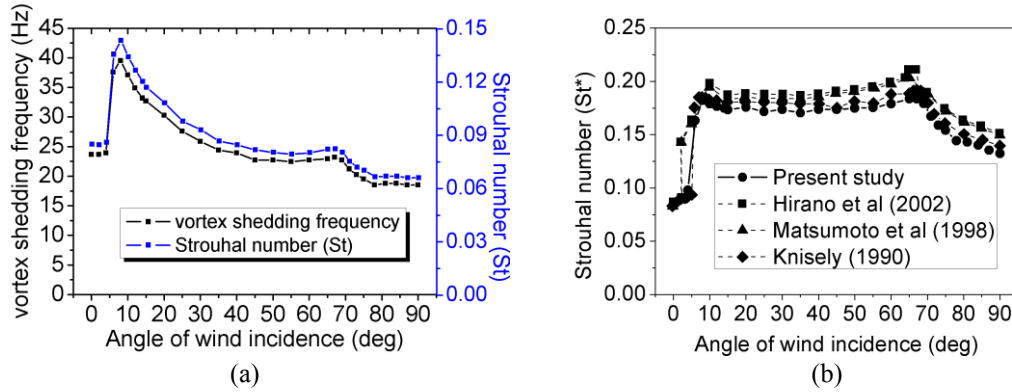 (a)
vortex shedding frequency (Hz)
45
40
35
30
25
20
15
10
5
0
0.15
0.12
0.09
0.06
0.03
0.00
Strouhal number (St)
vortex shedding frequency
Strouhal number (St)
0 10 20 30 40 50 60 70 80 90
Angle of wind incidence (deg)
(a)
b)
Strouhal number (St*)
0.25
0.20
0.15
0.10
0.05
0.00
Present study
Hirano et al (2002)
Matsumoto et al (1998)
Knisely (1990)
0 10 20 30 40 50 60 70 80 90
Angle of wind incidence (deg)
(b)